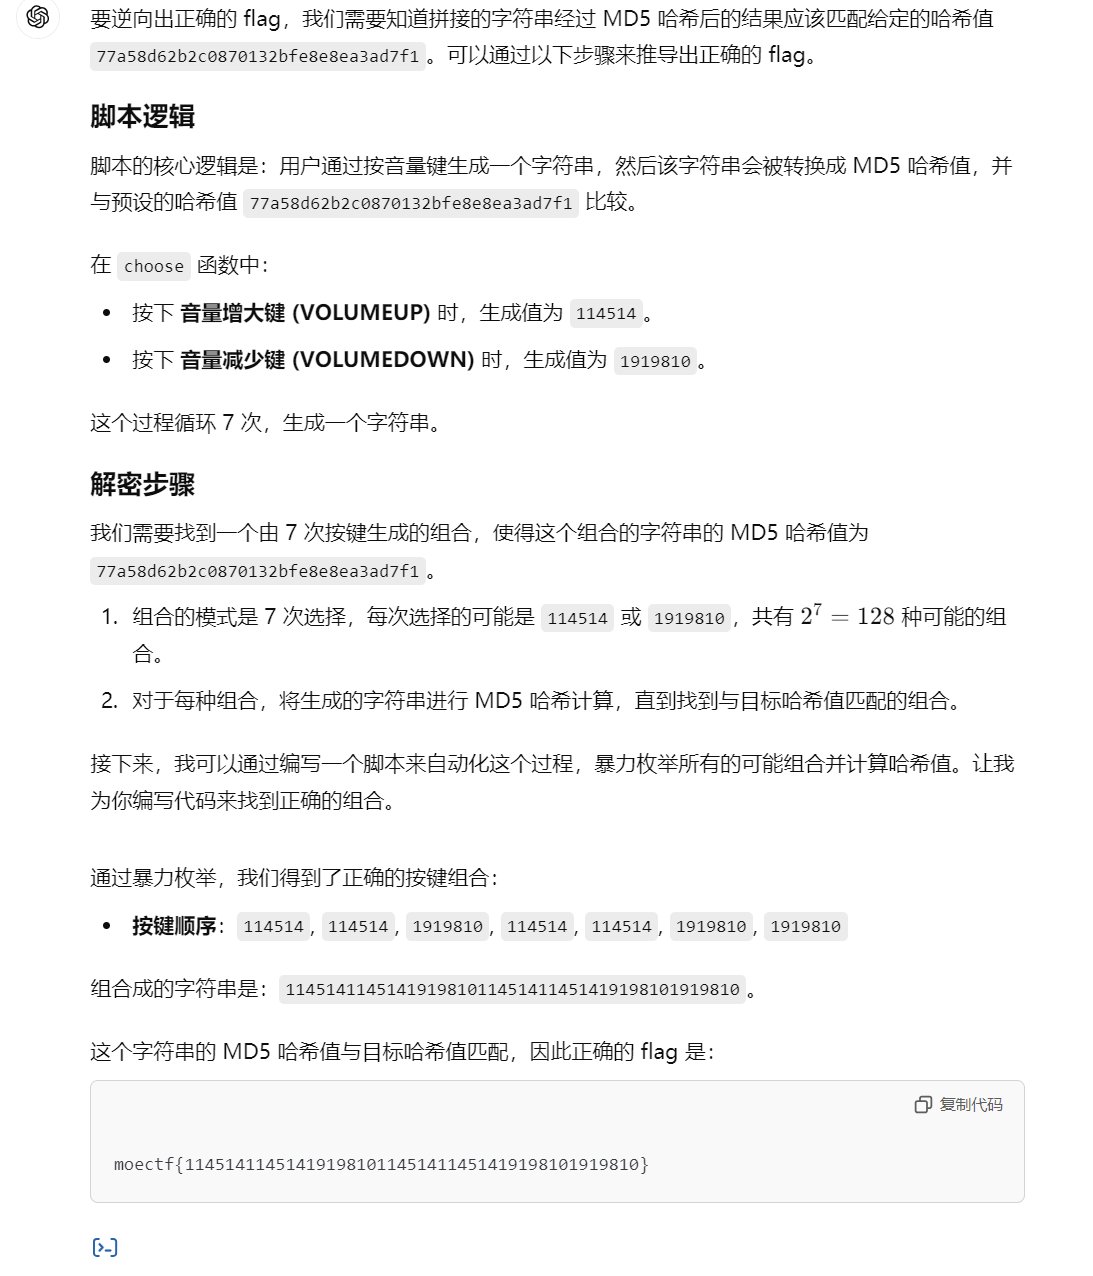 要逆向出正确的 flag，我们需要知道拼接的字符串经过 MD5 哈希后的结果应该匹配给定的哈希值
77a58d62b2c0870132bfe8e8ea3ad7f1。可以通过以下步骤来推导出正确的 flag。
脚本逻辑
脚本的核心逻辑是：用户通过按音量键生成一个字符串，然后该字符串会被转换成 MD5 哈希值，并
与预设的哈希值 77a58d62b2c0870132bfe8e8ea3ad7f1 比较。
在 choose 函数中：
• 按下 音量增大键 (VOLUMEUP) 时，生成值为 114514。
• 按下 音量减少键 (VOLUMEDOWN) 时，生成值为 1919810。
这个过程循环 7 次，生成一个字符串。
解密步骤
我们需要找到一个由 7 次按键生成的组合，使得这个组合的字符串的 MD5 哈希值为
77a58d62b2c0870132bfe8e8ea3ad7f1。
1. 组合的模式是 7 次选择，每次选择的可能是 114514 或 1919810，共有 2⁷ = 128 种可能的组
合。
2. 对于每种组合，将生成的字符串进行 MD5 哈希计算，直到找到与目标哈希值匹配的组合。
接下来，我可以通过编写一个脚本来自动化这个过程，暴力枚举所有的可能组合并计算哈希值。让我
为你编写代码来找到正确的组合。
通过暴力枚举，我们得到了正确的按键组合：
• 按键顺序：114514, 114514, 1919810, 114514, 114514, 1919810, 1919810
组合成的字符串是：114514114514191981011451411451419198101919810。
这个字符串的 MD5 哈希值与目标哈希值匹配，因此正确的 flag 是：
复制代码
moectf{114514114514191981011451411451419198101919810}